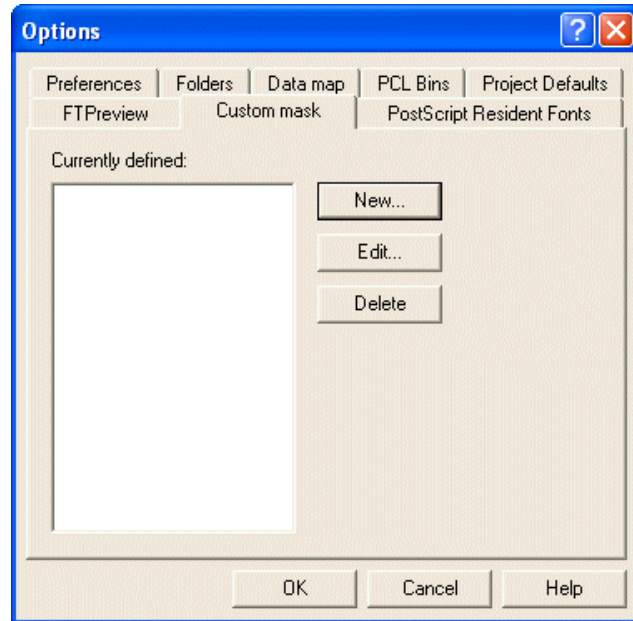 Options
Preferences Folders Data map PCL Bins Project Defaults
FTPreview Custom mask PostScript Resident Fonts
Currently defined:
New...
Edit...
Delete
OK Cancel Help